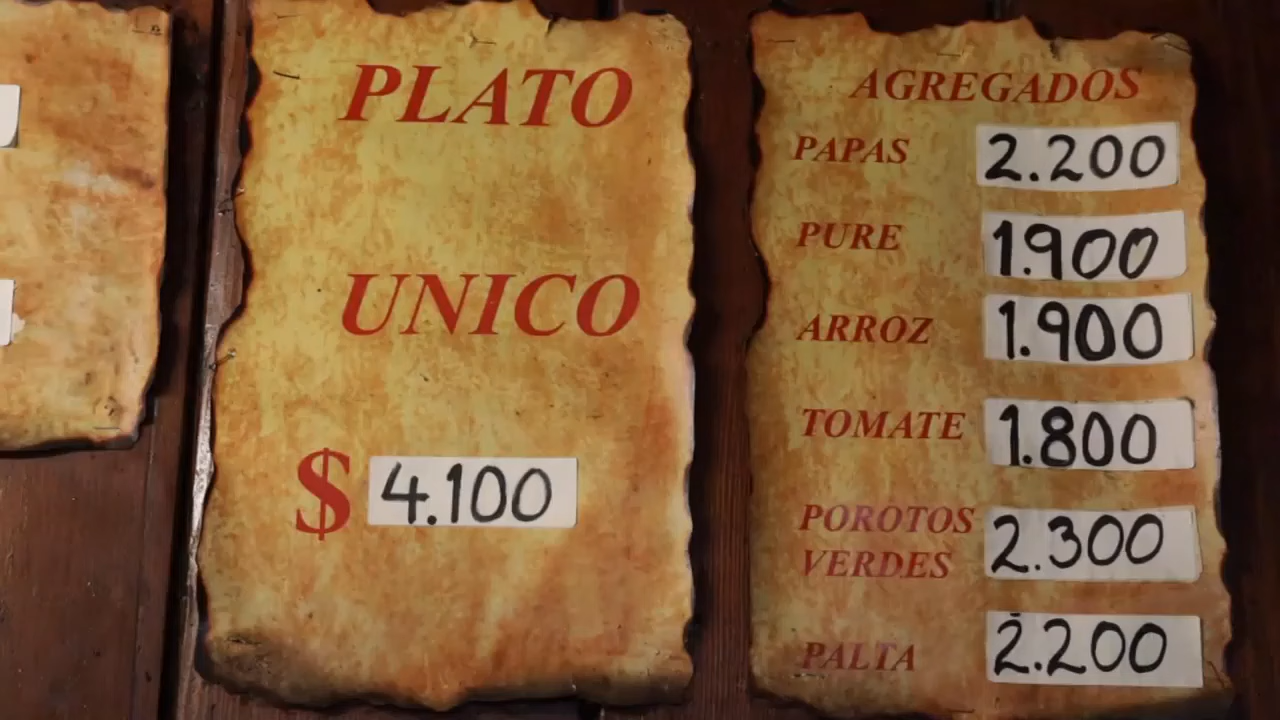 PLATO
UNICO
$ 4.100
AGREGADOS
PAPAS 2.200
PURE 1.900
ARROZ 1.900
TOMATE 1.800
POROTOS
VERDES 2.300
PALTA 2.200